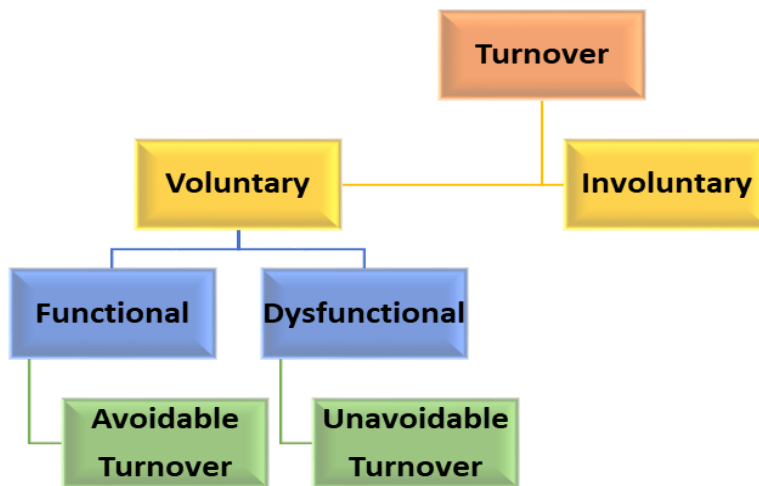 Turnover
Voluntary
Involuntary
Functional
Dysfunctional
Avoidable
Turnover
Unavoidable
Turnover